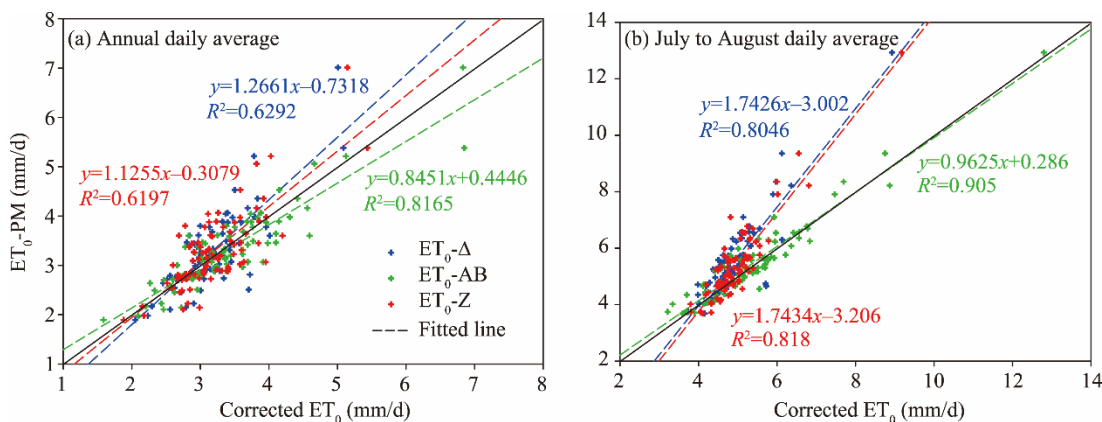 (a) Annual daily average
y=1.2661x–0.7318
R²=0.6292
y=1.1255x–0.3079
R²=0.6197
y=0.8451x+0.4446
R²=0.8165
ET₀-Δ
ET₀-AB
ET₀-Z
Fitted line
ET₀-PM (mm/d)
8
7
6
5
4
3
2
1
1 2 3 4 5 6 7 8
Corrected ET₀ (mm/d)
(b) July to August daily average
y=1.7426x–3.002
R²=0.8046
y=0.9625x+0.286
R²=0.905
y=1.7434x–3.206
R²=0.818
14
12
10
8
6
4
2
2 4 6 8 10 12 14
Corrected ET₀ (mm/d)